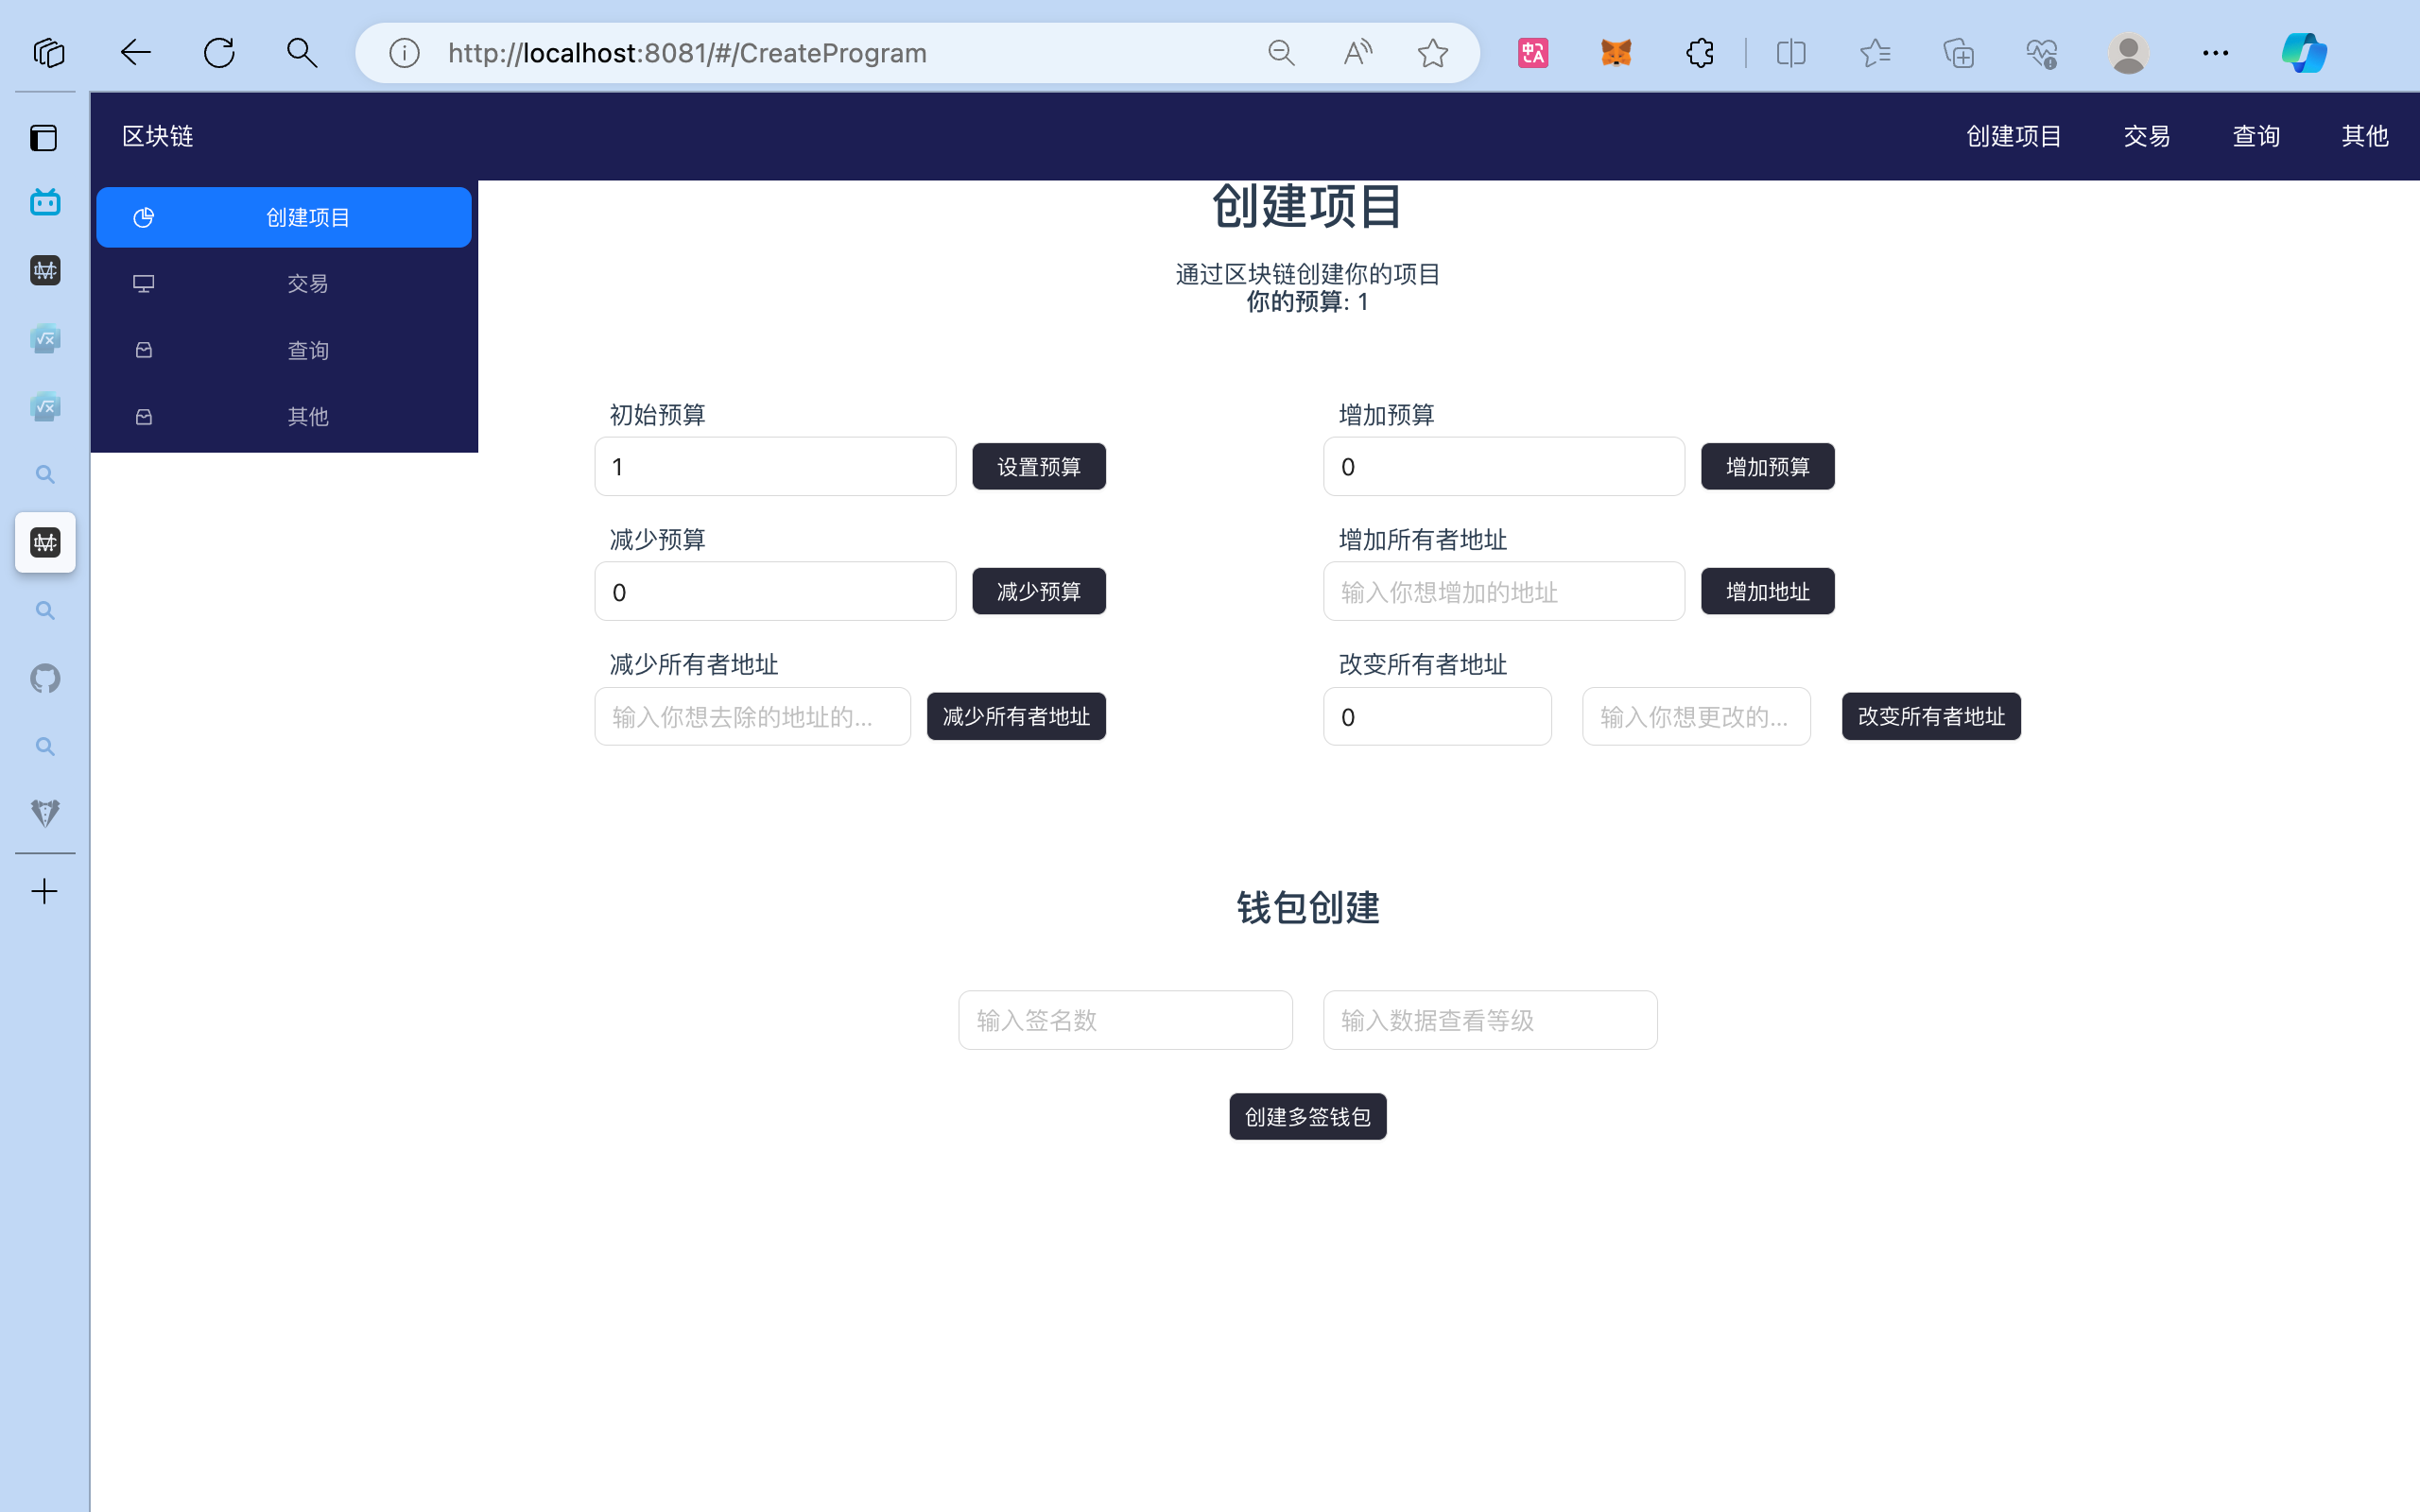 http://localhost:8081/#/CreateProgram
区块链
创建项目 交易 查询 其他
创建项目
交易
查询
其他
创建项目
通过区块链创建你的项目
你的预算: 1
初始预算 增加预算
1 设置预算 0 增加预算
减少预算 增加所有者地址
0 减少预算 输入你想增加的地址 增加地址
减少所有者地址 改变所有者地址
输入你想去除的地址的... 减少所有者地址 0 输入你想更改的... 改变所有者地址
钱包创建
输入签名数 输入数据查看等级
创建多签钱包